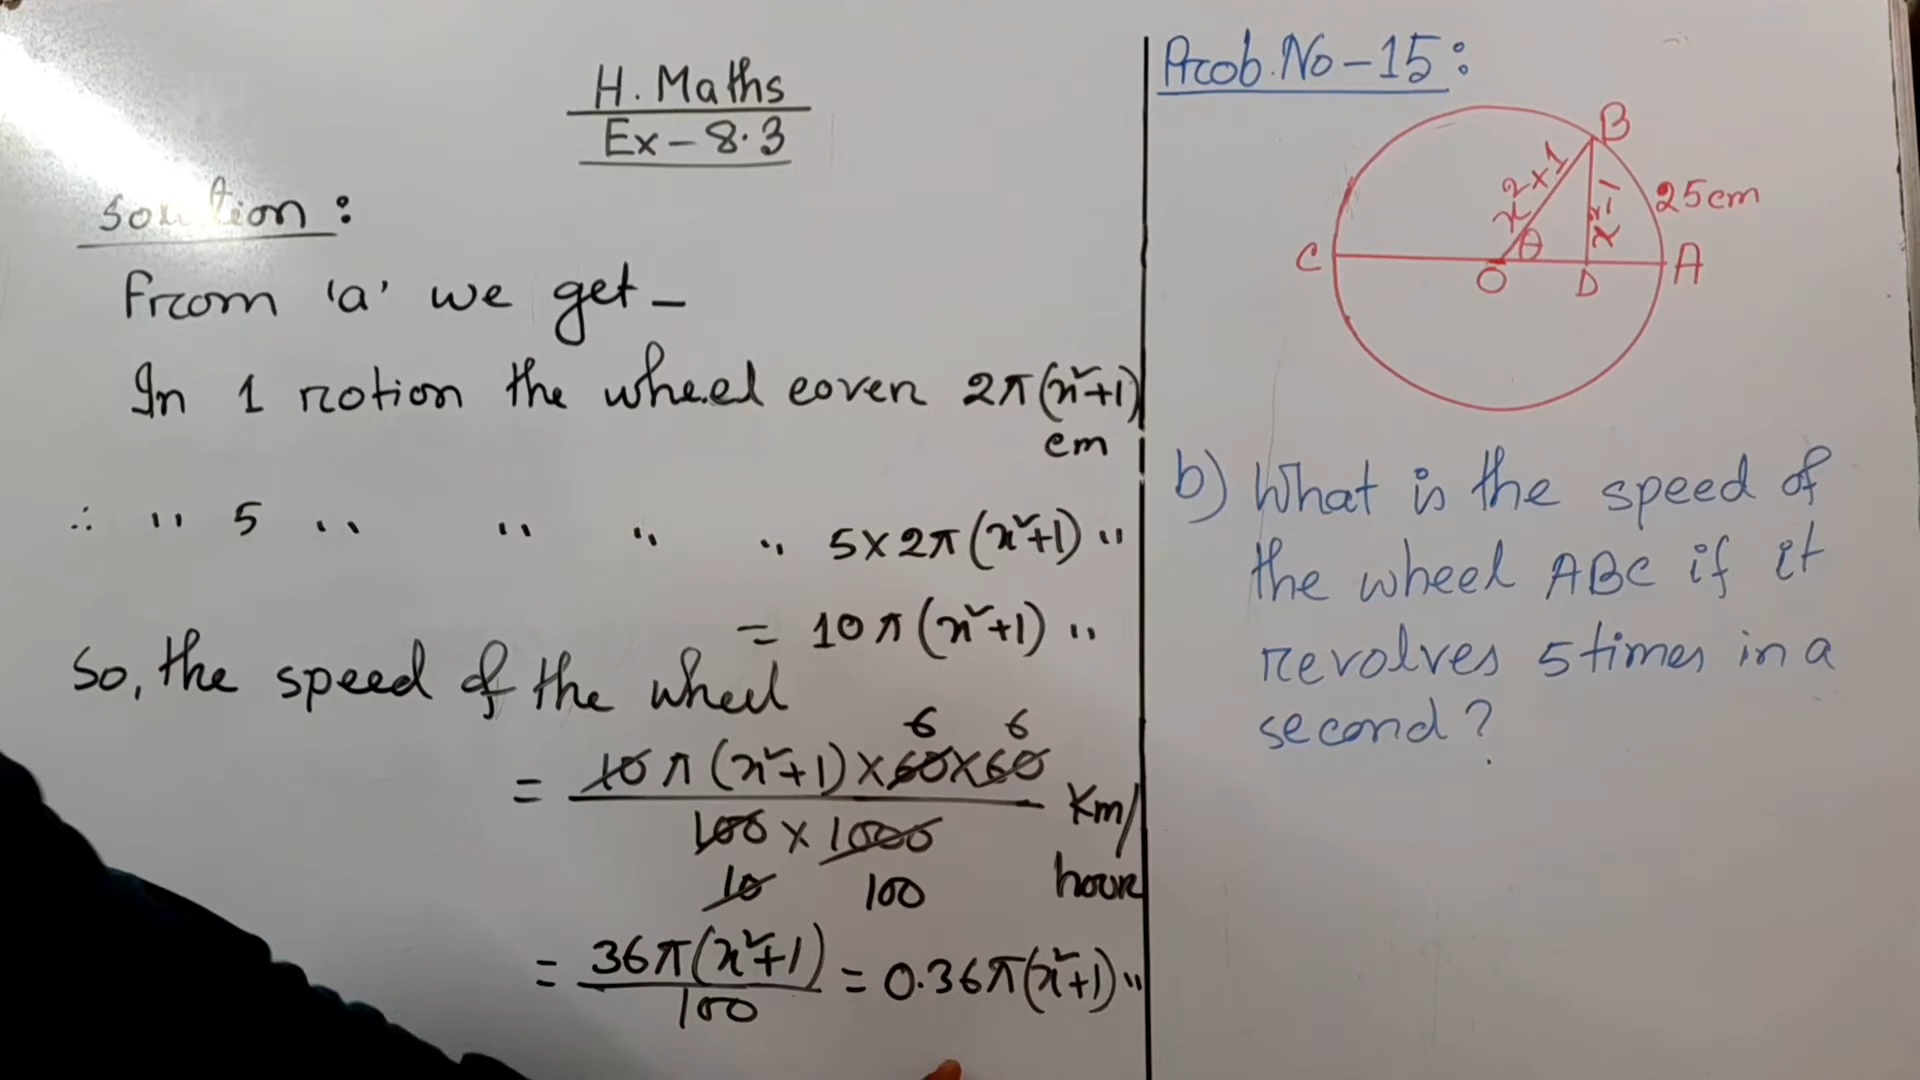 H. Maths
Ex - 8.3
Solution:
From 'a' we get -
In 1 rotion the wheel cover 2π(x²+1)
cm
∴ " 5 " " " " 5×2π(x²+1) "
= 10π(x²+1) "
So, the speed of the wheel
6 6
= 10π(x²+1)×60×60 / 100×1000 Km/
10 100 hour
= 36π(x²+1)/100 = 0.36π(x²+1) "
Prob. No - 15:
B
x²+1
x²-1
25cm
θ
C
O
D
A
b) What is the speed of
the wheel ABC if it
revolves 5 times in a
second?